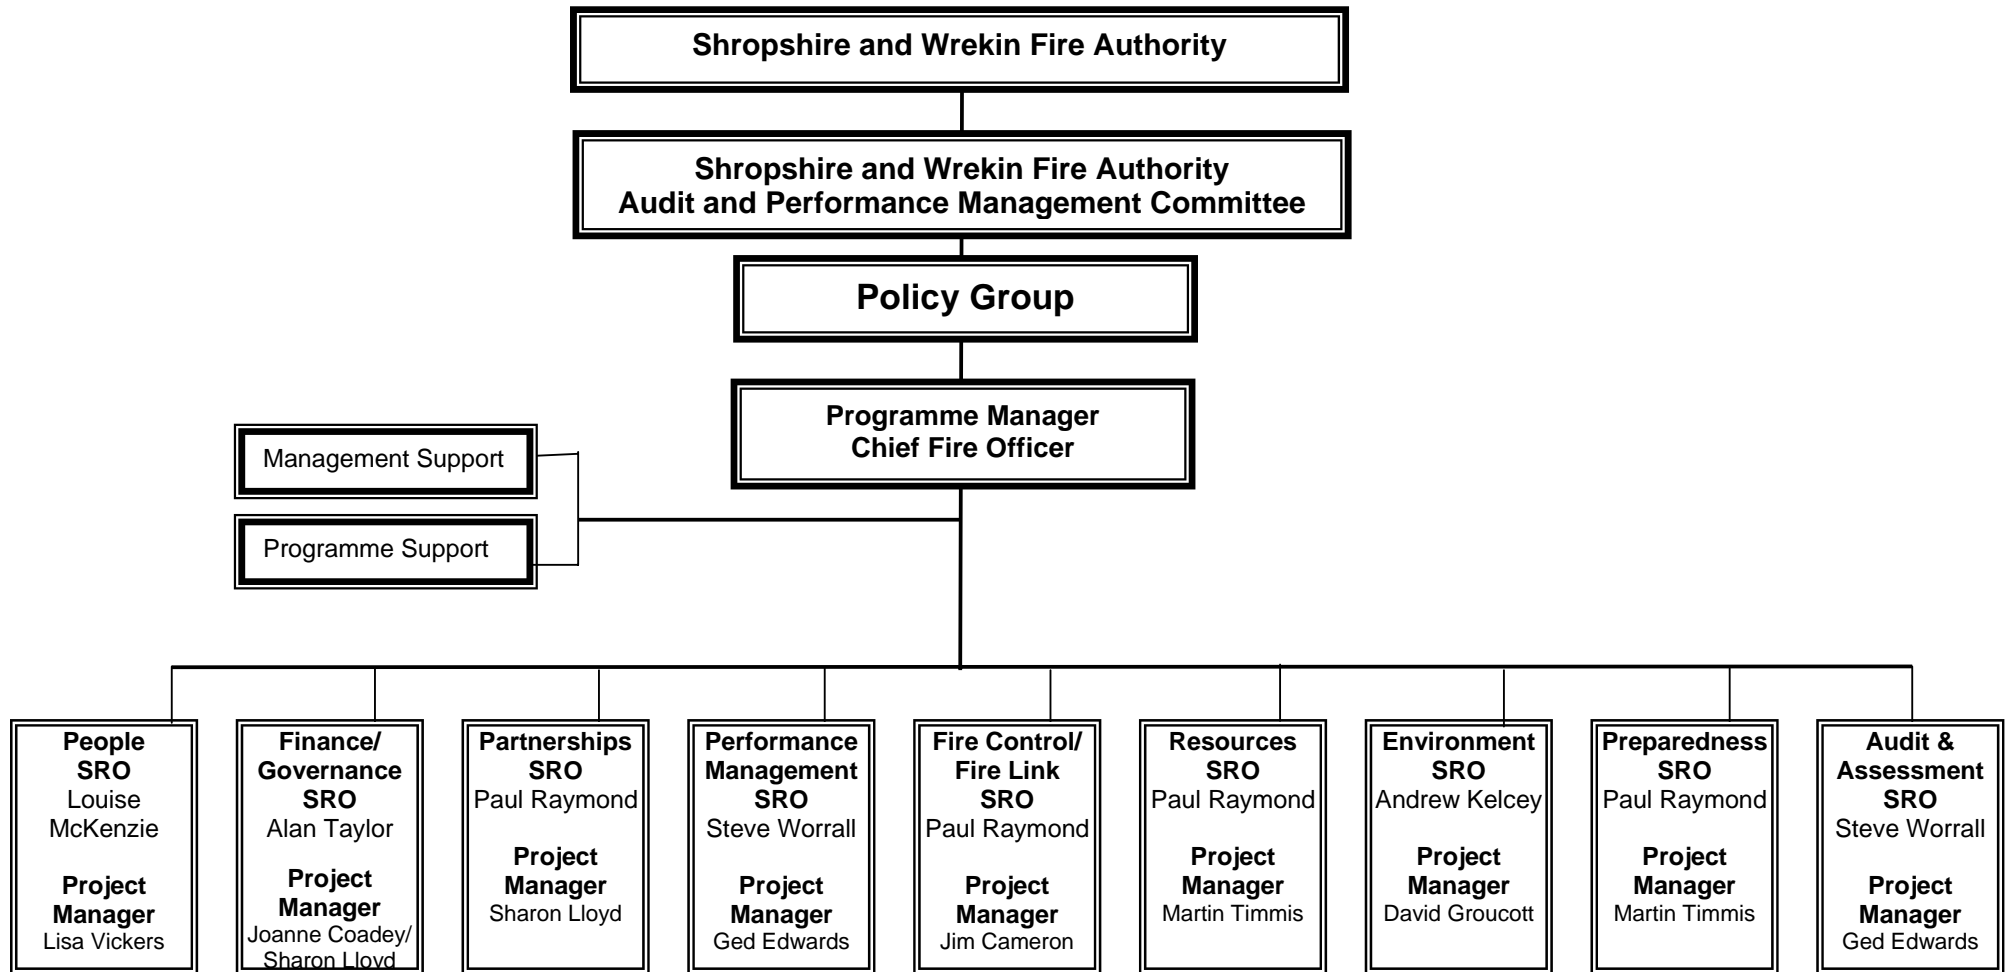 Shropshire and Wrekin Fire Authority
Shropshire and Wrekin Fire Authority
Audit and Performance Management Committee
Policy Group
Programme Manager
Chief Fire Officer
Management Support
Programme Support
People
SRO
Louise
McKenzie
Project
Manager
Lisa Vickers
Finance/
Governance
SRO
Alan Taylor
Project
Manager
Joanne Coadey/
Sharon Lloyd
Partnerships
SRO
Paul Raymond
Project
Manager
Sharon Lloyd
Performance
Management
SRO
Steve Worrall
Project
Manager
Ged Edwards
Fire Control/
Fire Link
SRO
Paul Raymond
Project
Manager
Jim Cameron
Resources
SRO
Paul Raymond
Project
Manager
Martin Timmis
Environment
SRO
Andrew Kelcey
Project
Manager
David Groucott
Preparedness
SRO
Paul Raymond
Project
Manager
Martin Timmis
Audit &
Assessment
SRO
Steve Worrall
Project
Manager
Ged Edwards